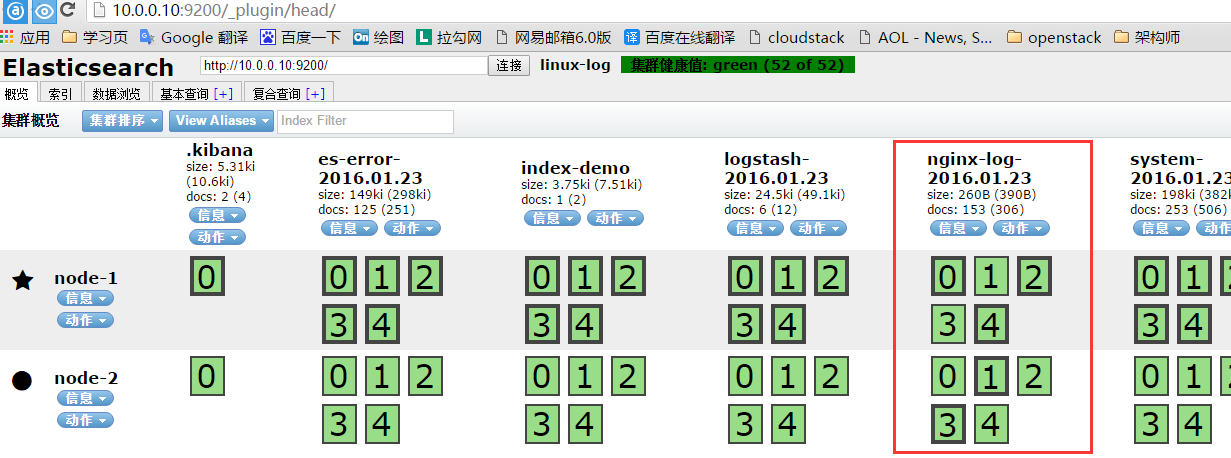 10.0.0.10:9200/_plugin/head/
应用 学习页 Google 翻译 百度一下 On 绘图 L 拉勾网 网易邮箱6.0版 译 百度在线翻译 cloudstack AOL - News, S... openstack 架构师
Elasticsearch http://10.0.0.10:9200/ 连接 linux-log 集群健康值: green (52 of 52)
概览 索引 数据浏览 基本查询 [+] 复合查询 [+]
集群概览 集群排序 View Aliases Index Filter
.kibana
size: 5.31ki
(10.6ki)
docs: 2 (4)
信息
动作
es-error-
2016.01.23
size: 149ki (298ki)
docs: 125 (251)
信息 动作
index-demo
size: 3.75ki (7.51ki)
docs: 1 (2)
信息 动作
logstash-
2016.01.23
size: 24.5ki (49.1ki)
docs: 6 (12)
信息 动作
nginx-log-
2016.01.23
size: 260B (390B)
docs: 153 (306)
信息 动作
system-
2016.01.23
size: 198ki (382k
docs: 253 (506)
信息 动作
node-1
信息
动作
0 0 1 2 0 1 2 0 1 2 0 1 2 0 1 2
3 4 3 4 3 4 3 4 3 4
node-2
信息
动作
0 0 1 2 0 1 2 0 1 2 0 1 2 0 1
3 4 3 4 3 4 3 4 3 4